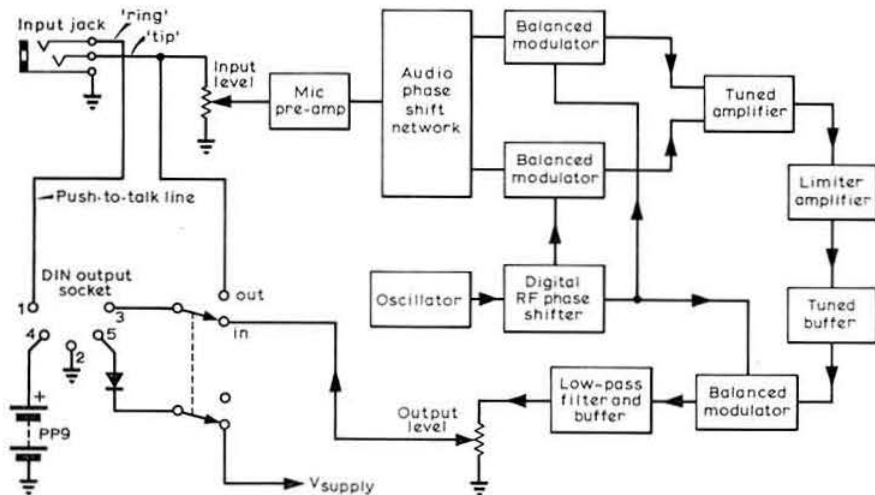 Input jack
'ring'
'tip'
Input
level
Mic
pre-amp
Audio
phase
shift
network
Balanced
modulator
Balanced
modulator
Tuned
amplifier
Limiter
amplifier
Push-to-talk line
DIN output
socket
1
3
4
5
2
out
in
Oscillator
Digital
RF phase
shifter
Tuned
buffer
+
PP9
Output
level
Low-pass
filter and
buffer
Balanced
modulator
Vsupply